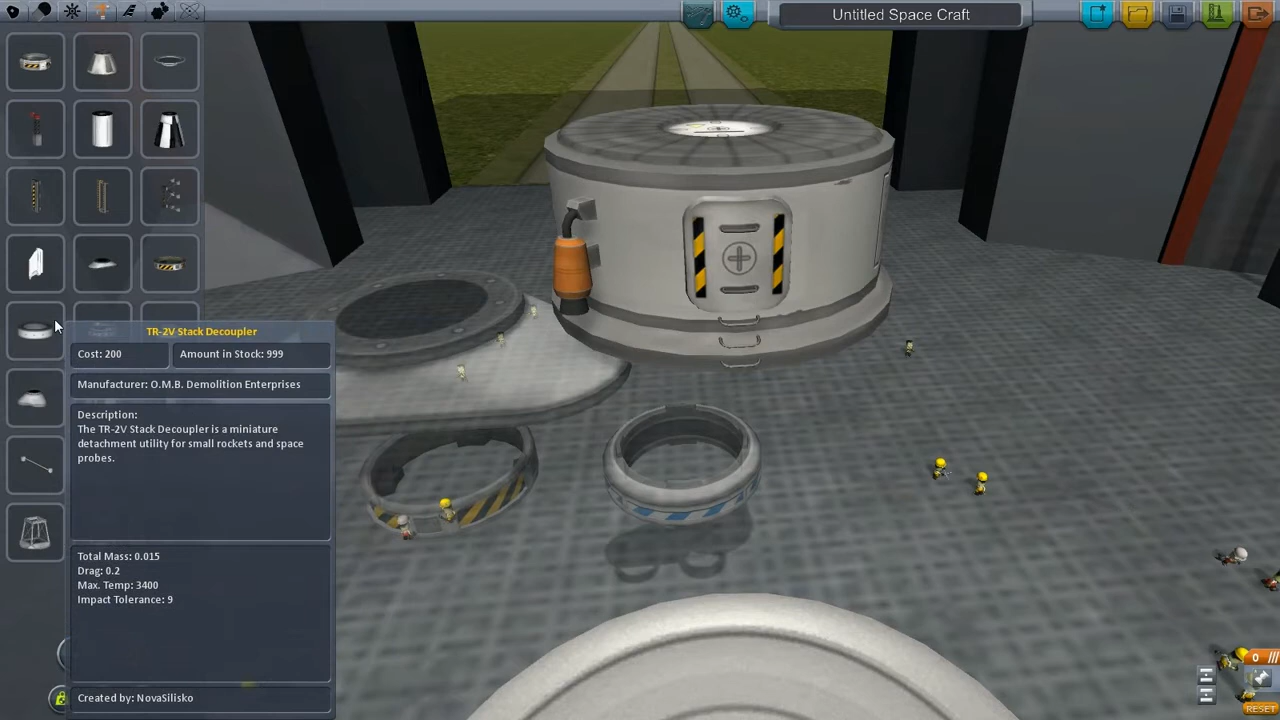 Untitled Space Craft
TR-2V Stack Decoupler
Cost: 200
Amount in Stock: 999
Manufacturer: O.M.B. Demolition Enterprises
Description:
The TR-2V Stack Decoupler is a miniature
detachment utility for small rockets and space
probes.
Total Mass: 0.015
Drag: 0.2
Max. Temp: 3400
Impact Tolerance: 9
Created by: NovaSilisko
0
RESET